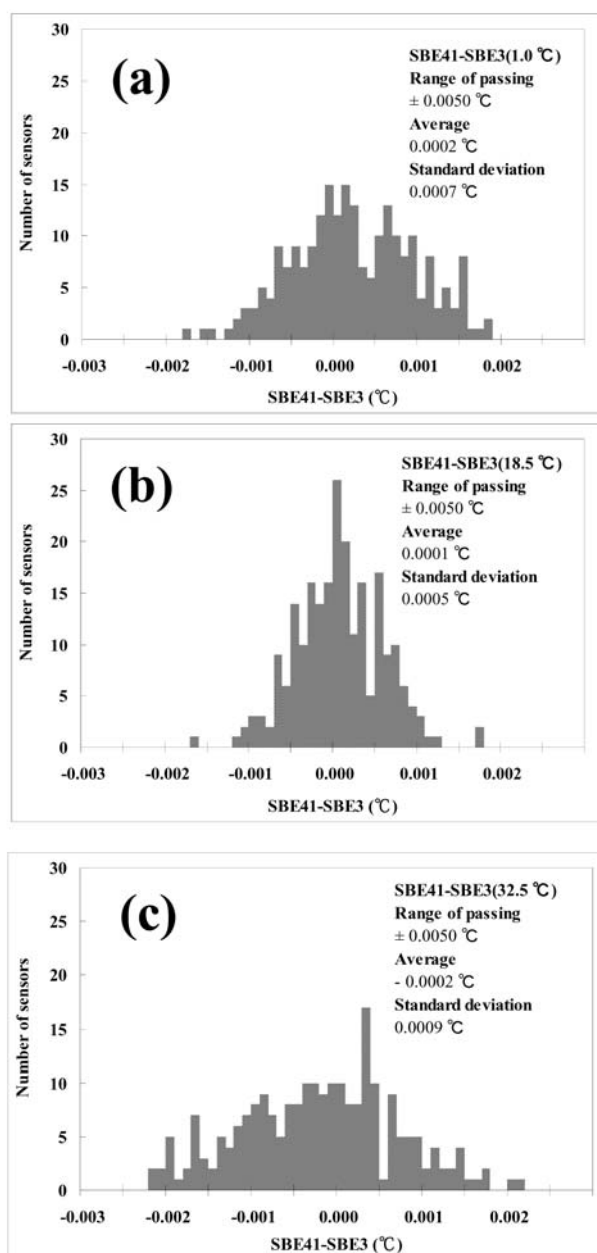 30
25
20
15
10
5
0
Number of sensors
(a)
SBE41-SBE3(1.0 ℃)
Range of passing
± 0.0050 ℃
Average
0.0002 ℃
Standard deviation
0.0007 ℃
-0.003 -0.002 -0.001 0.000 0.001 0.002
SBE41-SBE3 (℃)
30
25
20
15
10
5
0
Number of sensors
(b)
SBE41-SBE3(18.5 ℃)
Range of passing
± 0.0050 ℃
Average
0.0001 ℃
Standard deviation
0.0005 ℃
-0.003 -0.002 -0.001 0.000 0.001 0.002
SBE41-SBE3 (℃)
30
25
20
15
10
5
0
Number of sensors
(c)
SBE41-SBE3(32.5 ℃)
Range of passing
± 0.0050 ℃
Average
- 0.0002 ℃
Standard deviation
0.0009 ℃
-0.003 -0.002 -0.001 0.000 0.001 0.002
SBE41-SBE3 (℃)